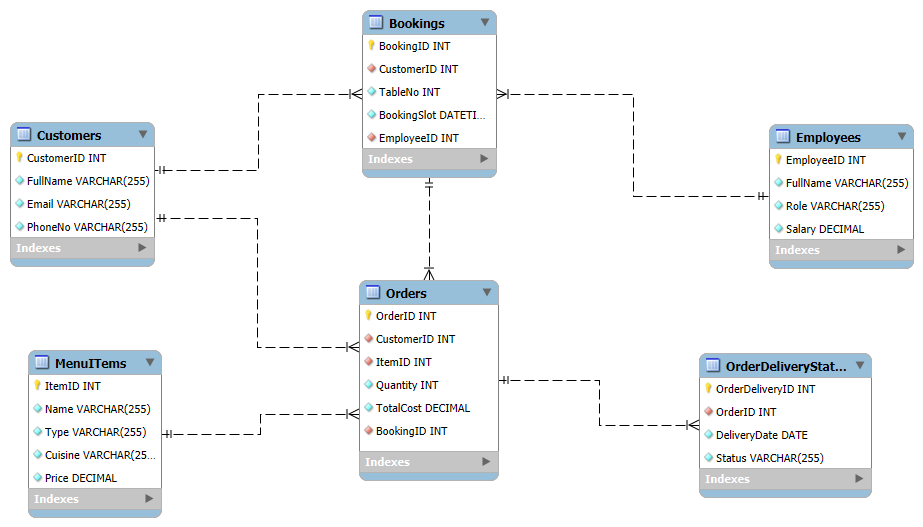 Bookings
BookingID INT
CustomerID INT
TableNo INT
BookingSlot DATETI...
EmployeeID INT
Indexes
Customers
CustomerID INT
FullName VARCHAR(255)
Email VARCHAR(255)
PhoneNo VARCHAR(255)
Indexes
Employees
EmployeeID INT
FullName VARCHAR(255)
Role VARCHAR(255)
Salary DECIMAL
Indexes
Orders
OrderID INT
CustomerID INT
ItemID INT
Quantity INT
TotalCost DECIMAL
BookingID INT
Indexes
MenuITems
ItemID INT
Name VARCHAR(255)
Type VARCHAR(255)
Cuisine VARCHAR(25...
Price DECIMAL
Indexes
OrderDeliveryStat...
OrderDeliveryID INT
OrderID INT
DeliveryDate DATE
Status VARCHAR(255)
Indexes